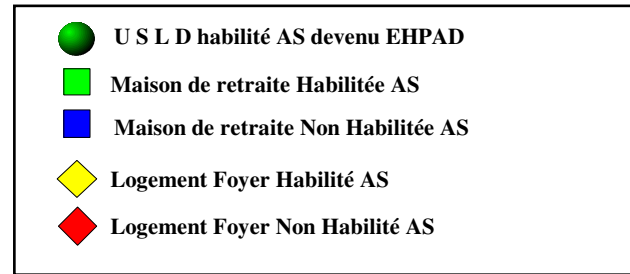 U S L D habilité AS devenu EHPAD
Maison de retraite Habilitée AS
Maison de retraite Non Habilitée AS
Logement Foyer Habilité AS
Logement Foyer Non Habilité AS